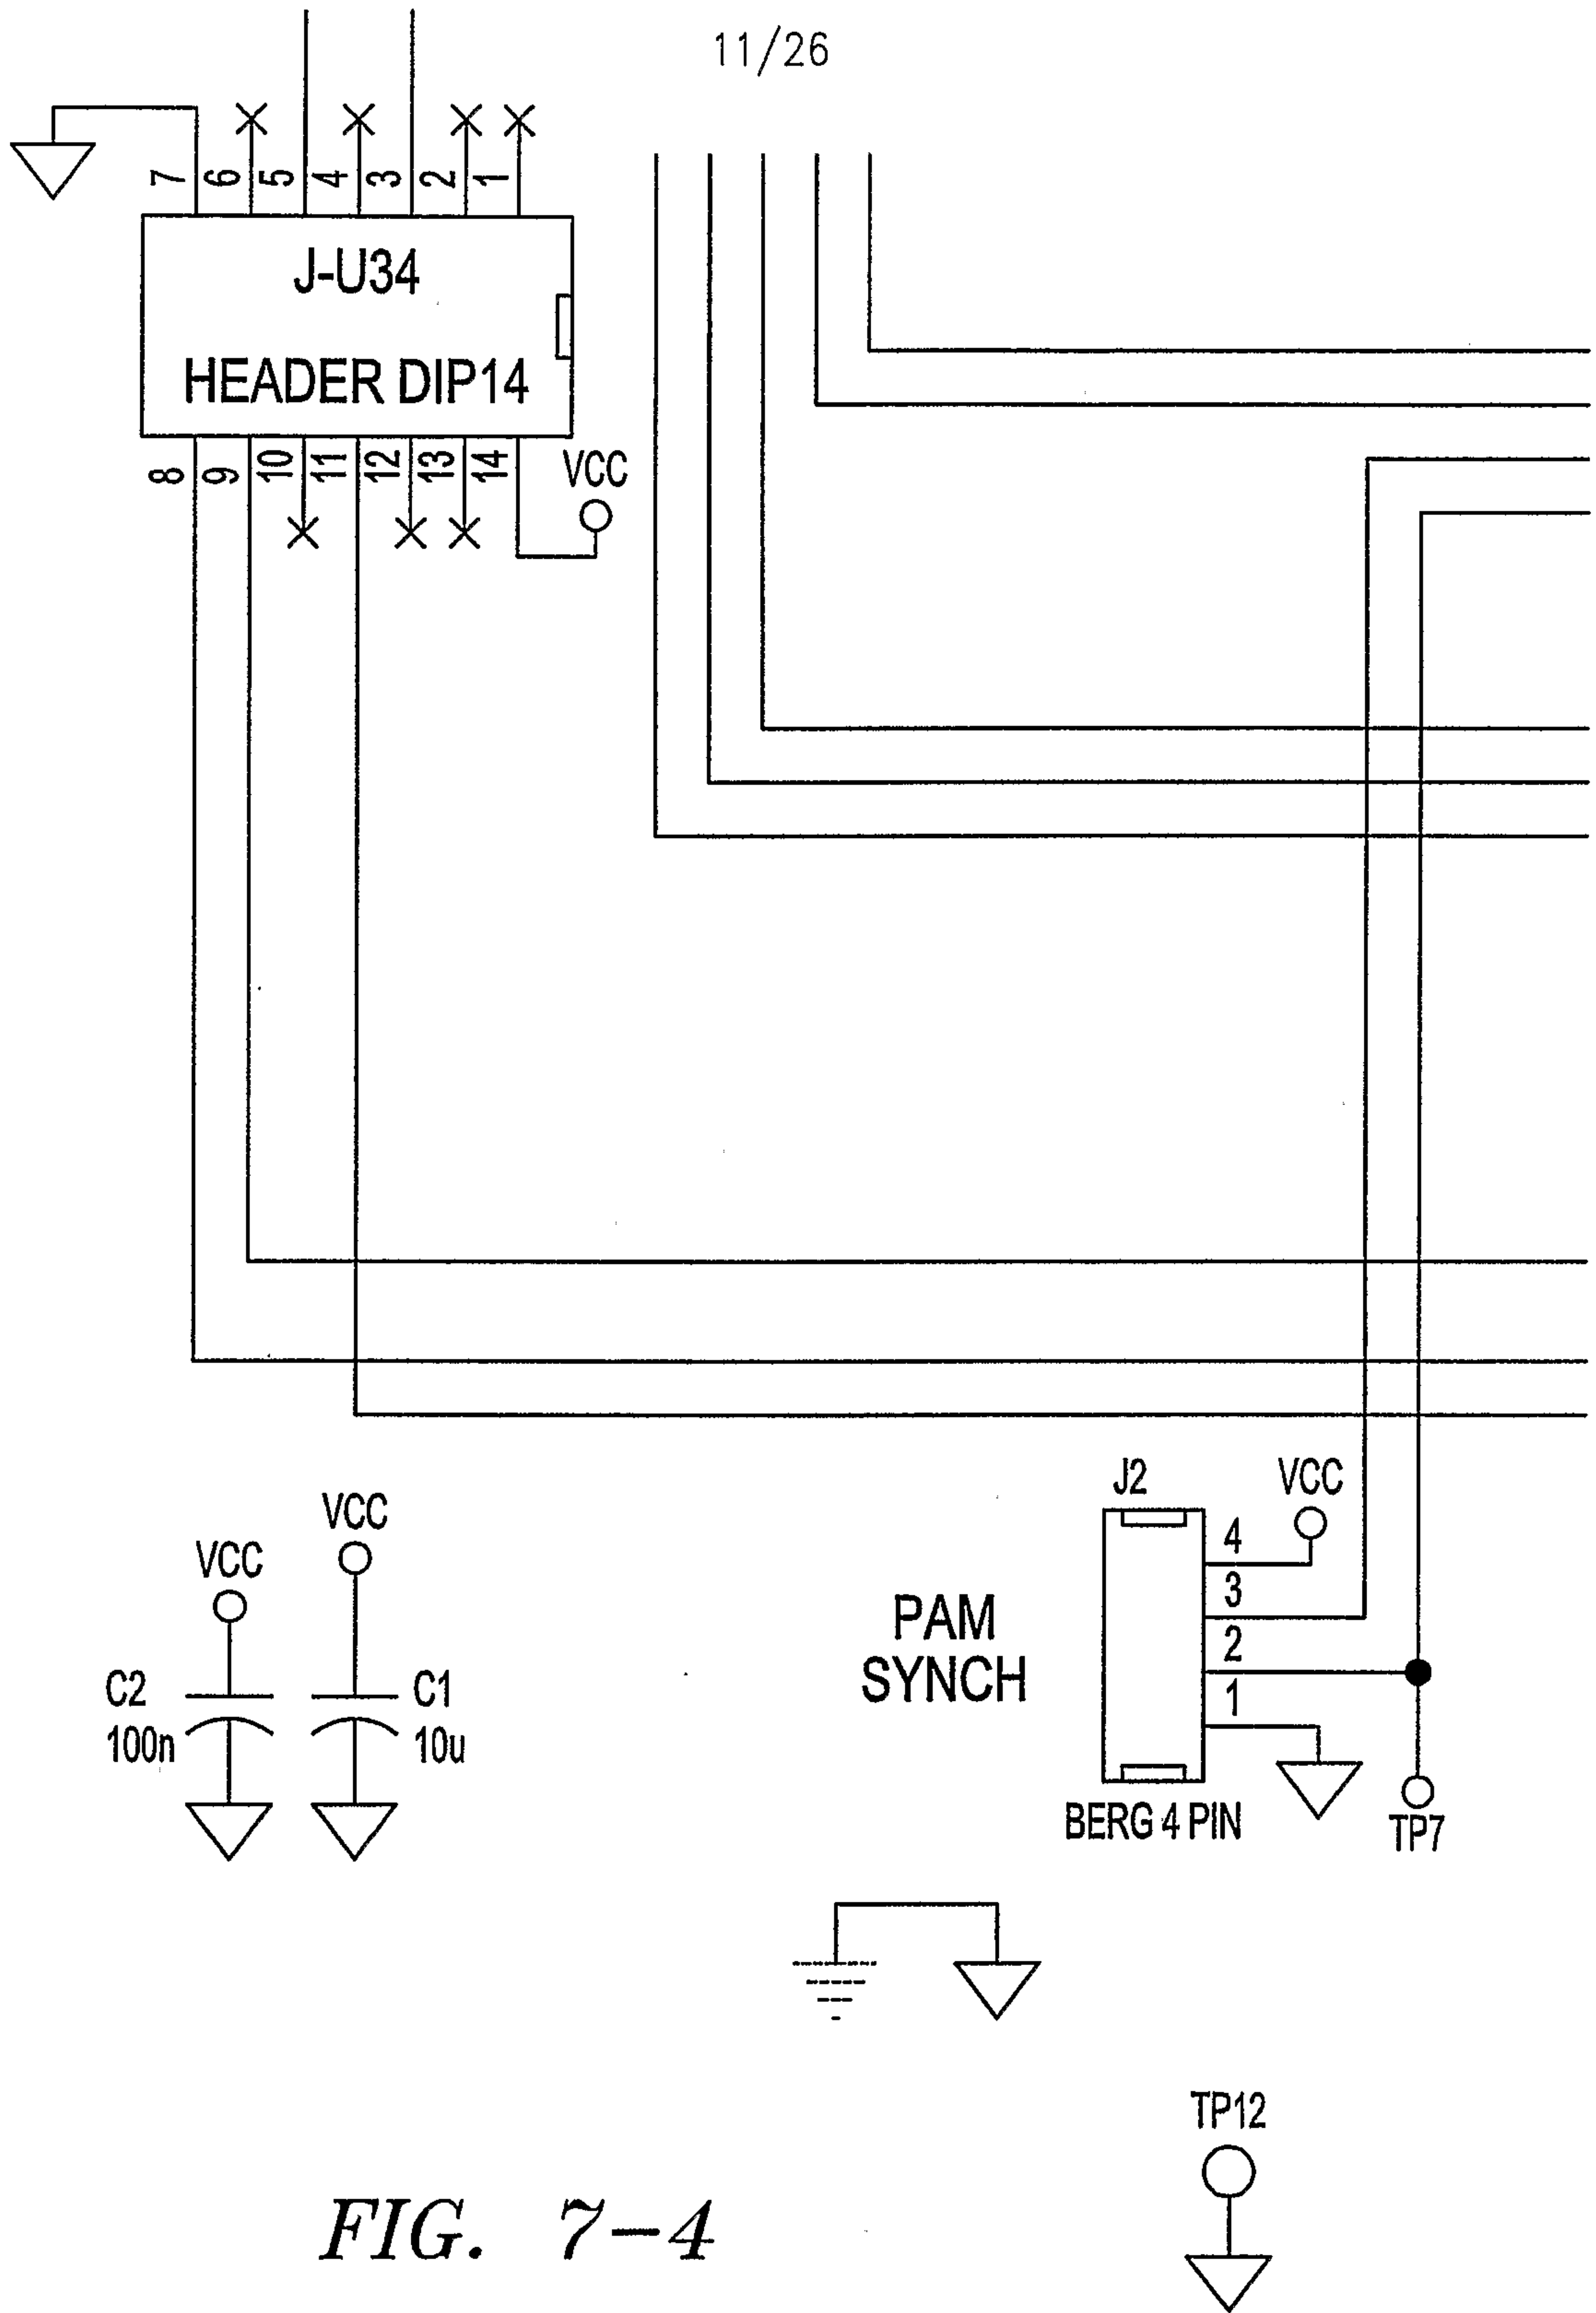 11/26
7 6 5 4 3 2 1
J-U34
HEADER DIP14
8 9 10 11 12 13 14
VCC
J2
VCC
4
3
2
1
PAM
SYNCH
BERG 4 PIN
TP7
VCC
VCC
C2
100n
C1
10u
TP12
FIG. 7-4